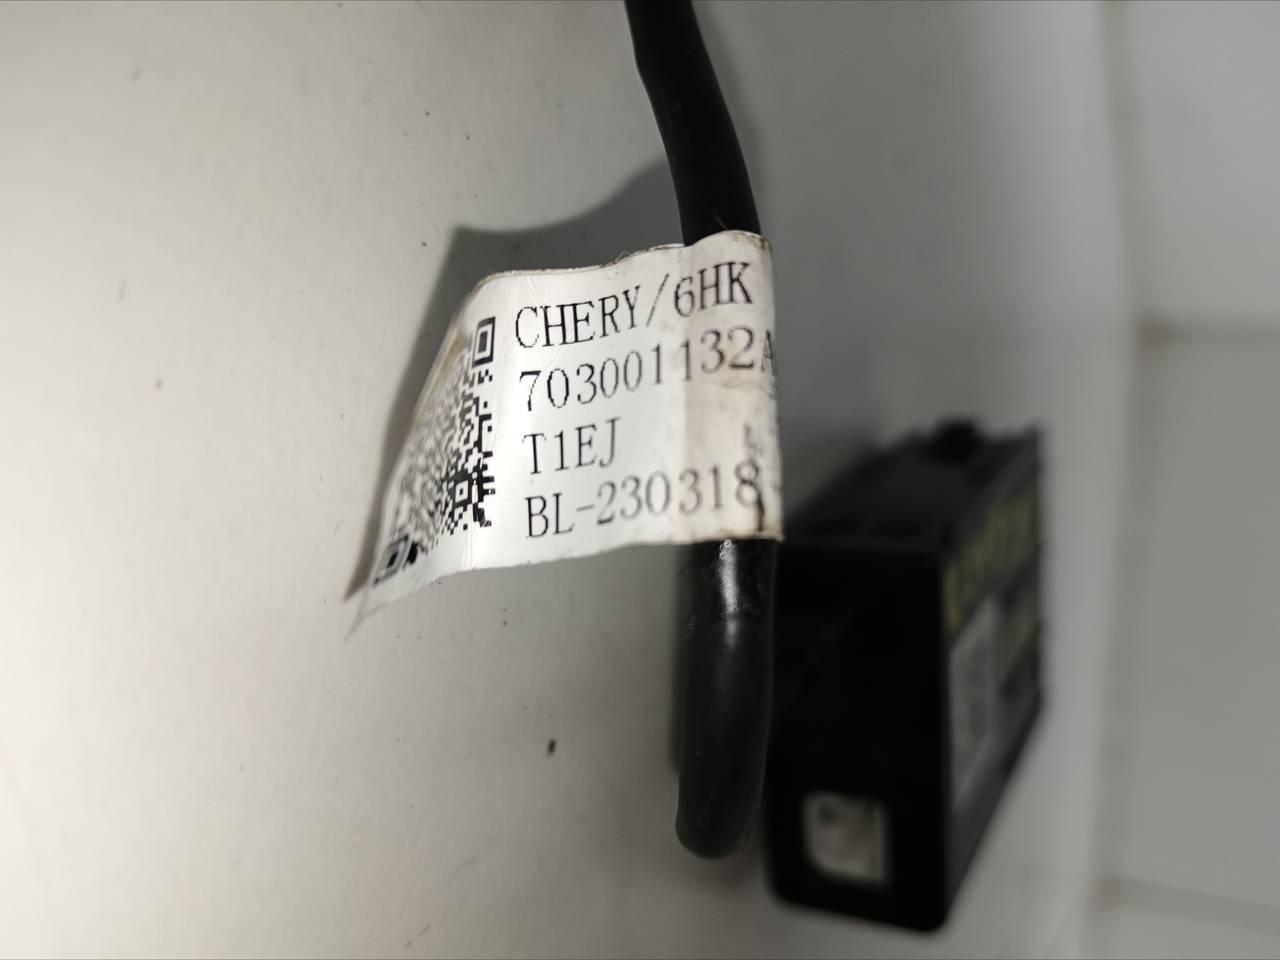 CHERY/6HK
703001132A
T1EJ
BL-230318